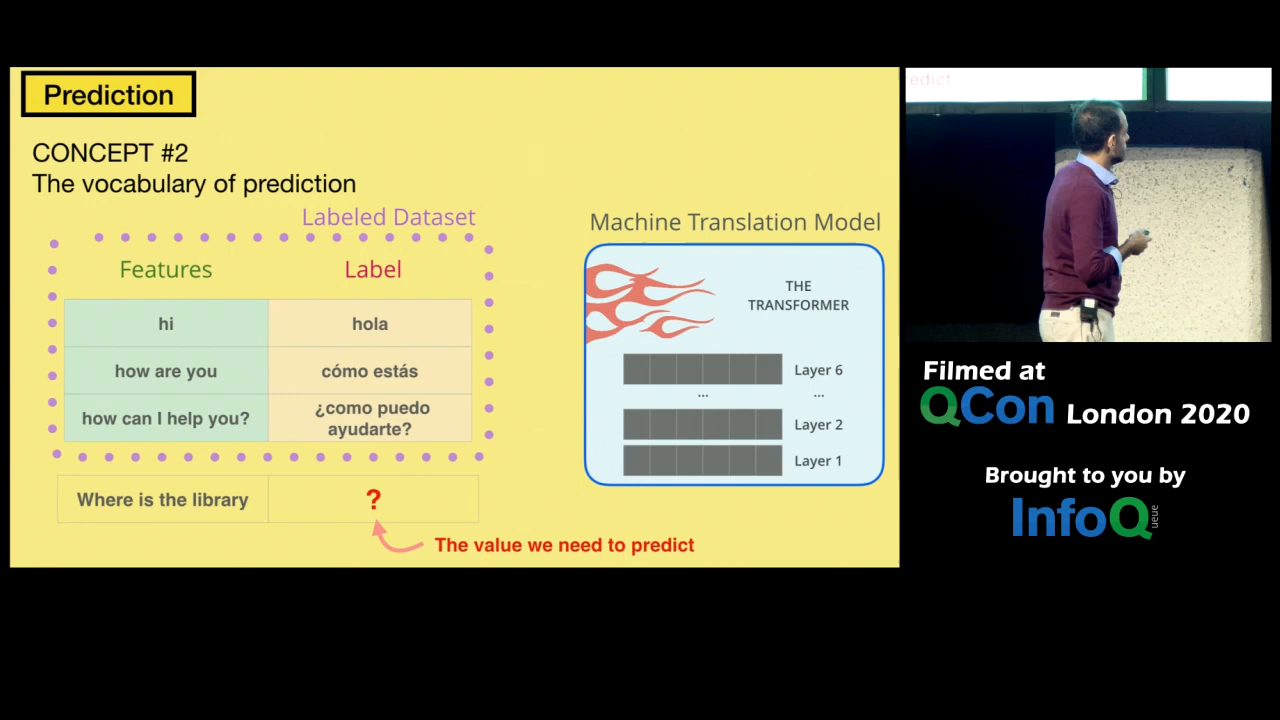 Prediction
CONCEPT #2
The vocabulary of prediction
Labeled Dataset
Features Label
hi hola
how are you cómo estás
how can I help you? ¿como puedo
ayudarte?
Where is the library ?
The value we need to predict
Machine Translation Model
THE
TRANSFORMER
Layer 6
... ...
Layer 2
Layer 1
edict
Filmed at
QCon London 2020
Brought to you by
InfoQueue